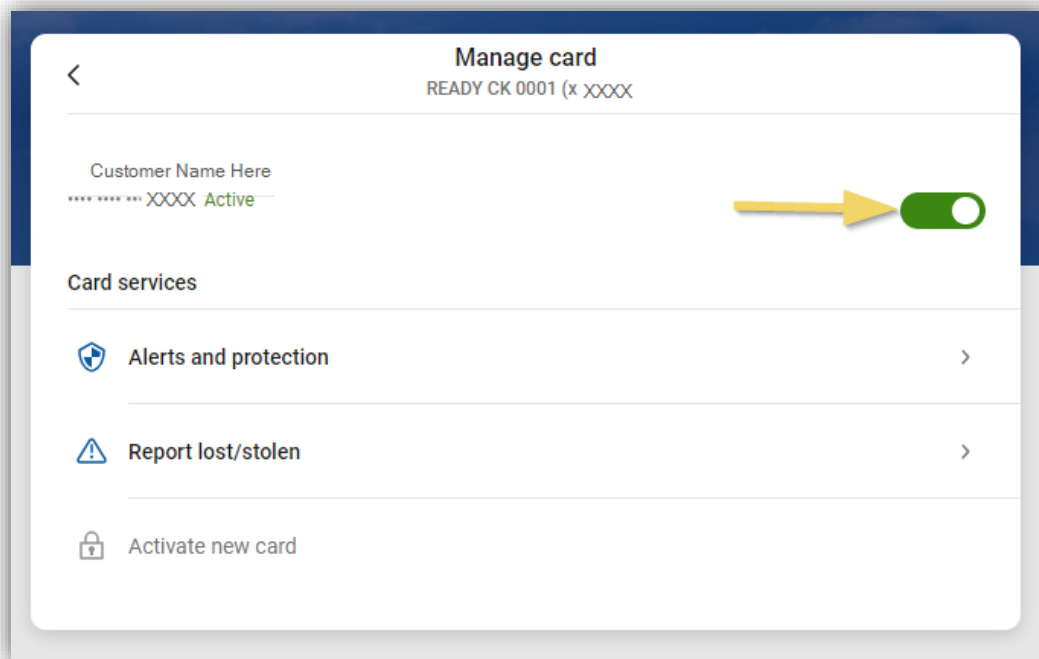 Manage card
READY CK 0001 (x XXXX
Customer Name Here
•••• •••• ••• XXXX Active
Card services
Alerts and protection
Report lost/stolen
Activate new card